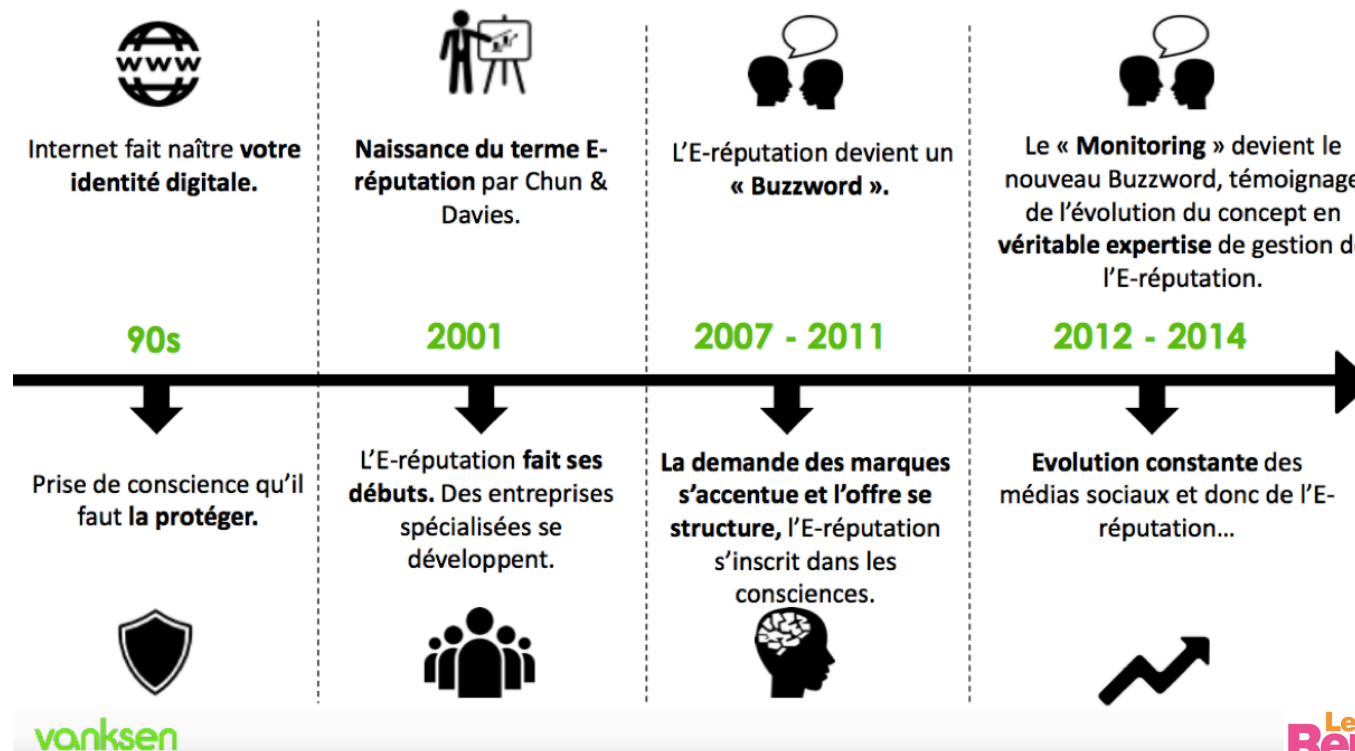 www
Internet fait naître votre
identité digitale.
Naissance du terme E-
réputation par Chun &
Davies.
L'E-réputation devient un
« Buzzword ».
Le « Monitoring » devient le
nouveau Buzzword, témoignage
de l'évolution du concept en
véritable expertise de gestion de
l'E-réputation.
90s
2001
2007 - 2011
2012 - 2014
Prise de conscience qu'il
faut la protéger.
L'E-réputation fait ses
débuts. Des entreprises
spécialisées se
développent.
La demande des marques
s'accentue et l'offre se
structure, l'E-réputation
s'inscrit dans les
consciences.
Evolution constante des
médias sociaux et donc de l'E-
réputation…
vanksen